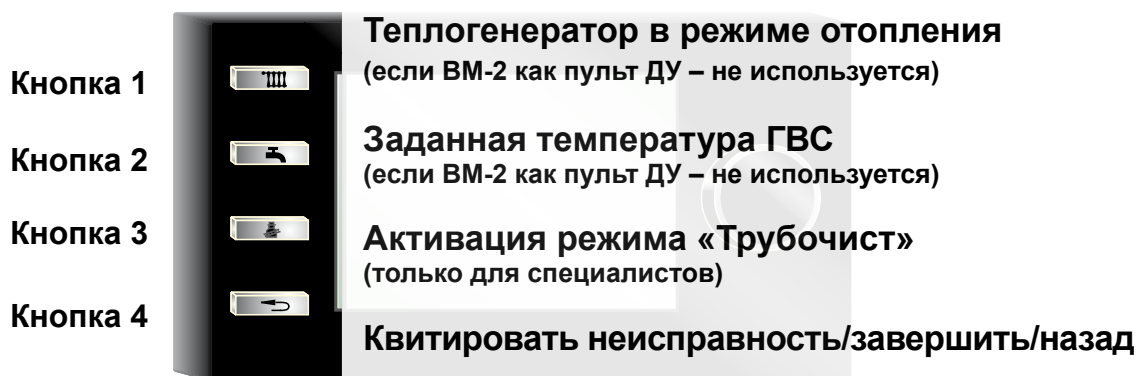 Кнопка 1
Теплогенератор в режиме отопления
(если BM-2 как пульт ДУ – не используется)
Кнопка 2
Заданная температура ГВС
(если BM-2 как пульт ДУ – не используется)
Кнопка 3
Активация режима «Трубочист»
(только для специалистов)
Кнопка 4
Квитировать неисправность/завершить/назад